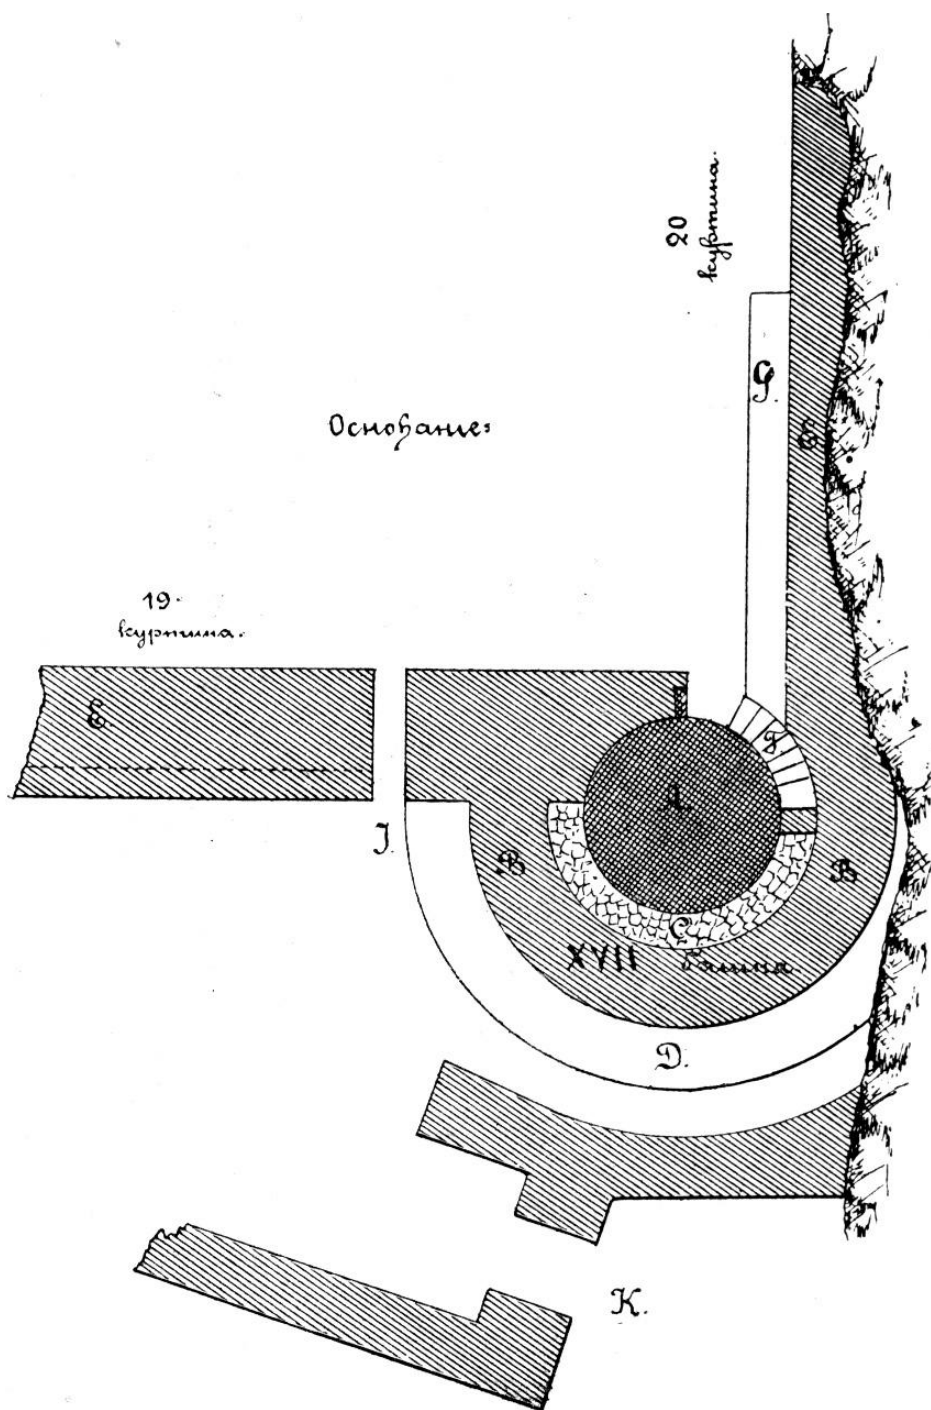 20
куртина.
G.
Основание:
E
19.
куртина.
E.
F
A.
J.
B
B
C
XVII башня.
D.
K.